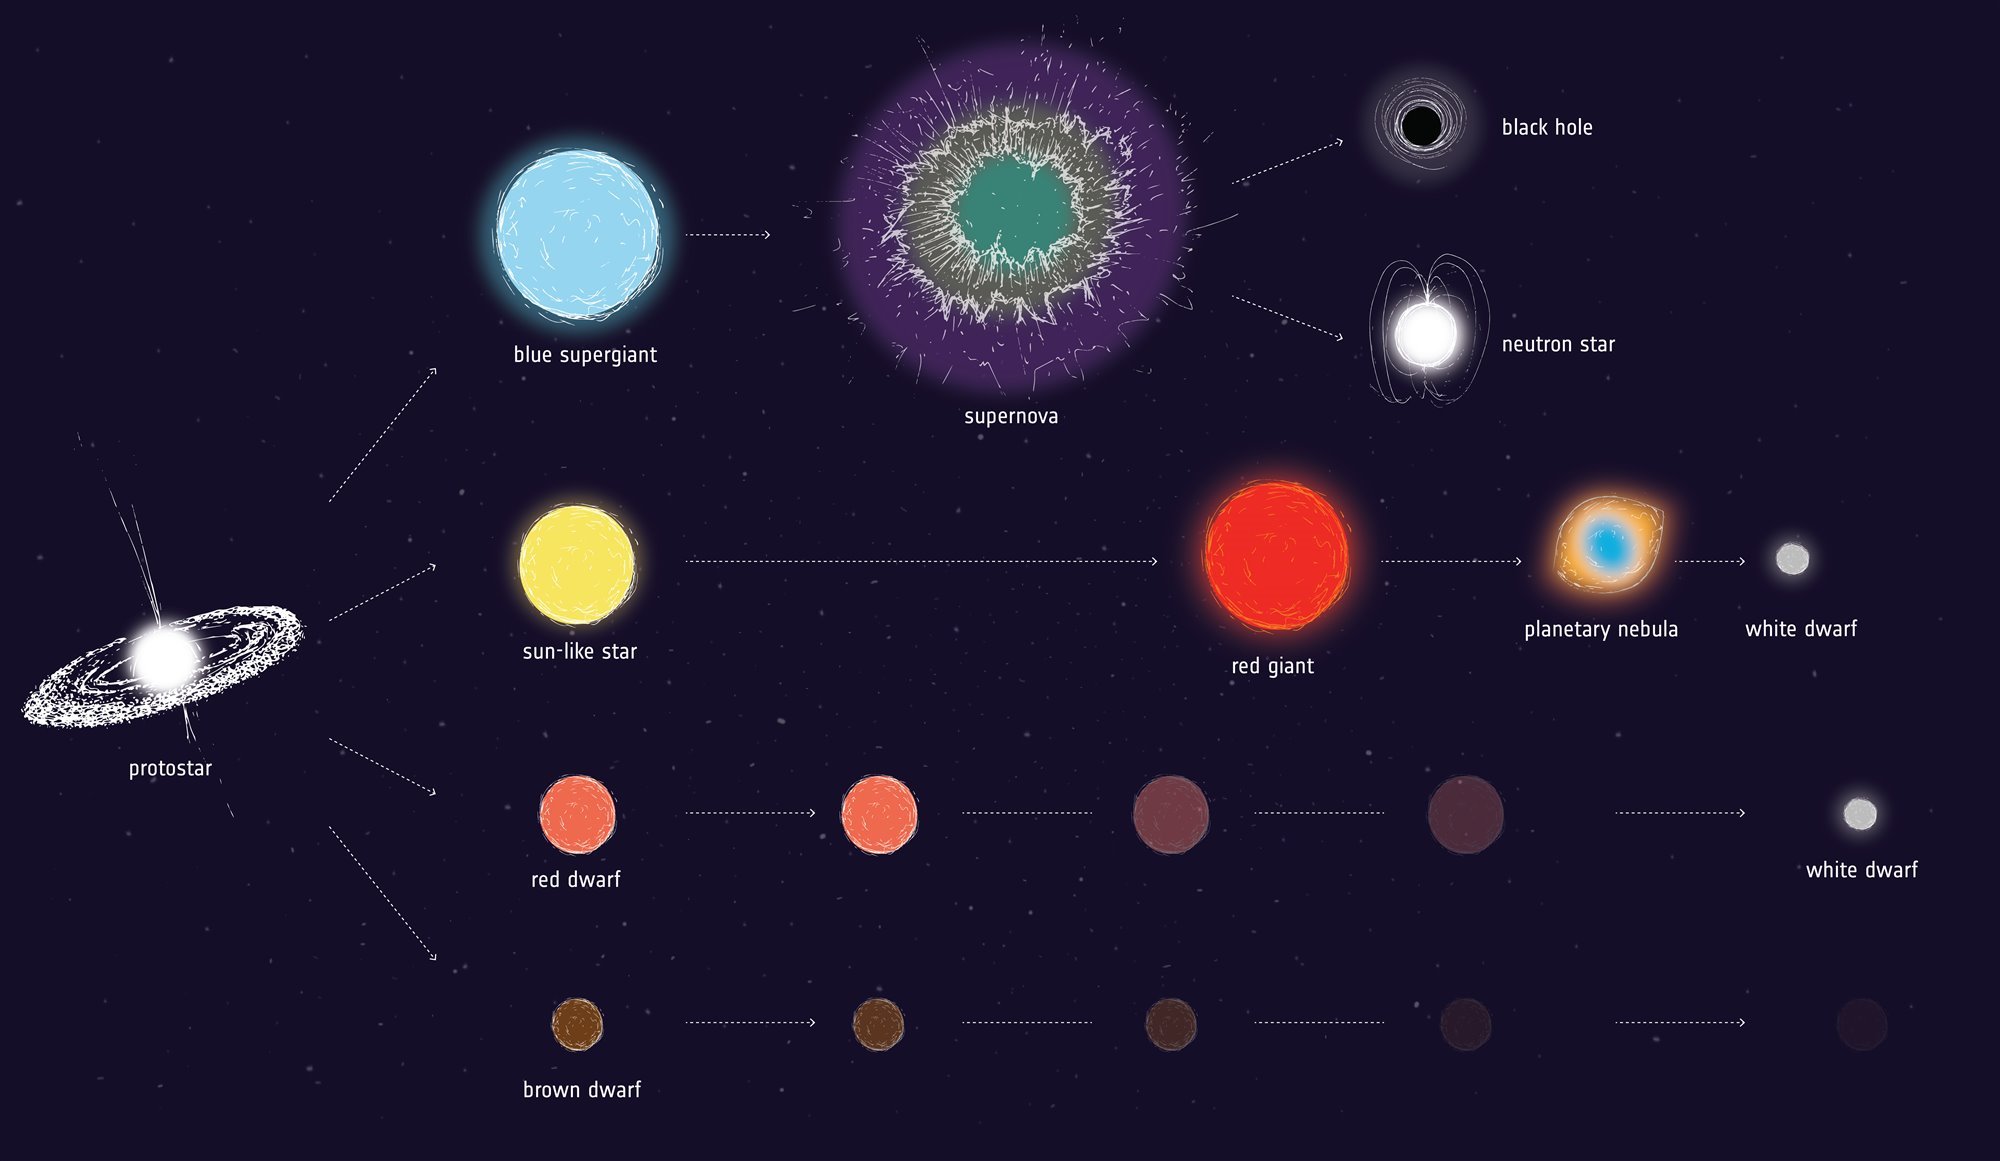 black hole
blue supergiant
neutron star
supernova
sun-like star
red giant
planetary nebula
white dwarf
protostar
red dwarf
white dwarf
brown dwarf